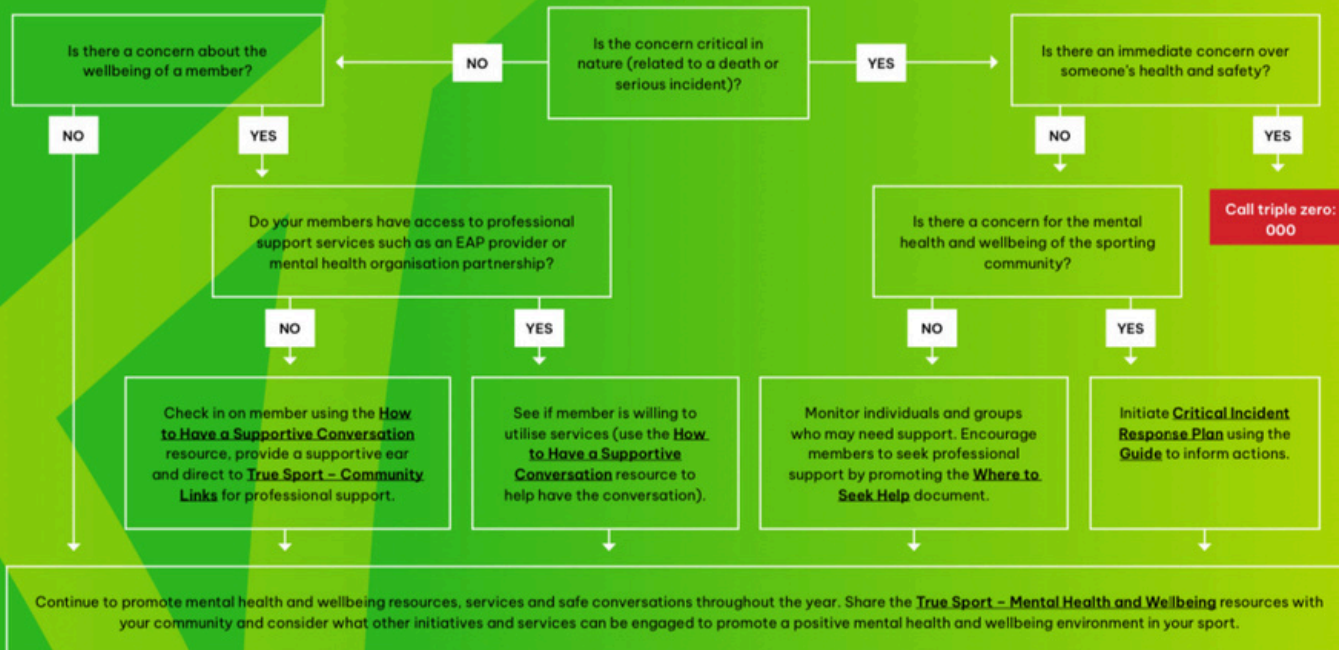 Is there a concern about the
wellbeing of a member?
NO
Is the concern critical in
nature (related to a death or
serious incident)?
YES
Is there an immediate concern over
someone's health and safety?
NO
YES
NO
YES
Call triple zero:
000
Do your members have access to professional
support services such as an EAP provider or
mental health organisation partnership?
Is there a concern for the mental
health and wellbeing of the sporting
community?
NO
YES
NO
YES
Check in on member using the How
to Have a Supportive Conversation
resource, provide a supportive ear
and direct to True Sport – Community
Links for professional support.
See if member is willing to
utilise services (use the How
to Have a Supportive
Conversation resource to
help have the conversation).
Monitor individuals and groups
who may need support. Encourage
members to seek professional
support by promoting the Where to
Seek Help document.
Initiate Critical Incident
Response Plan using the
Guide to inform actions.
Continue to promote mental health and wellbeing resources, services and safe conversations throughout the year. Share the True Sport – Mental Health and Wellbeing resources with
your community and consider what other initiatives and services can be engaged to promote a positive mental health and wellbeing environment in your sport.